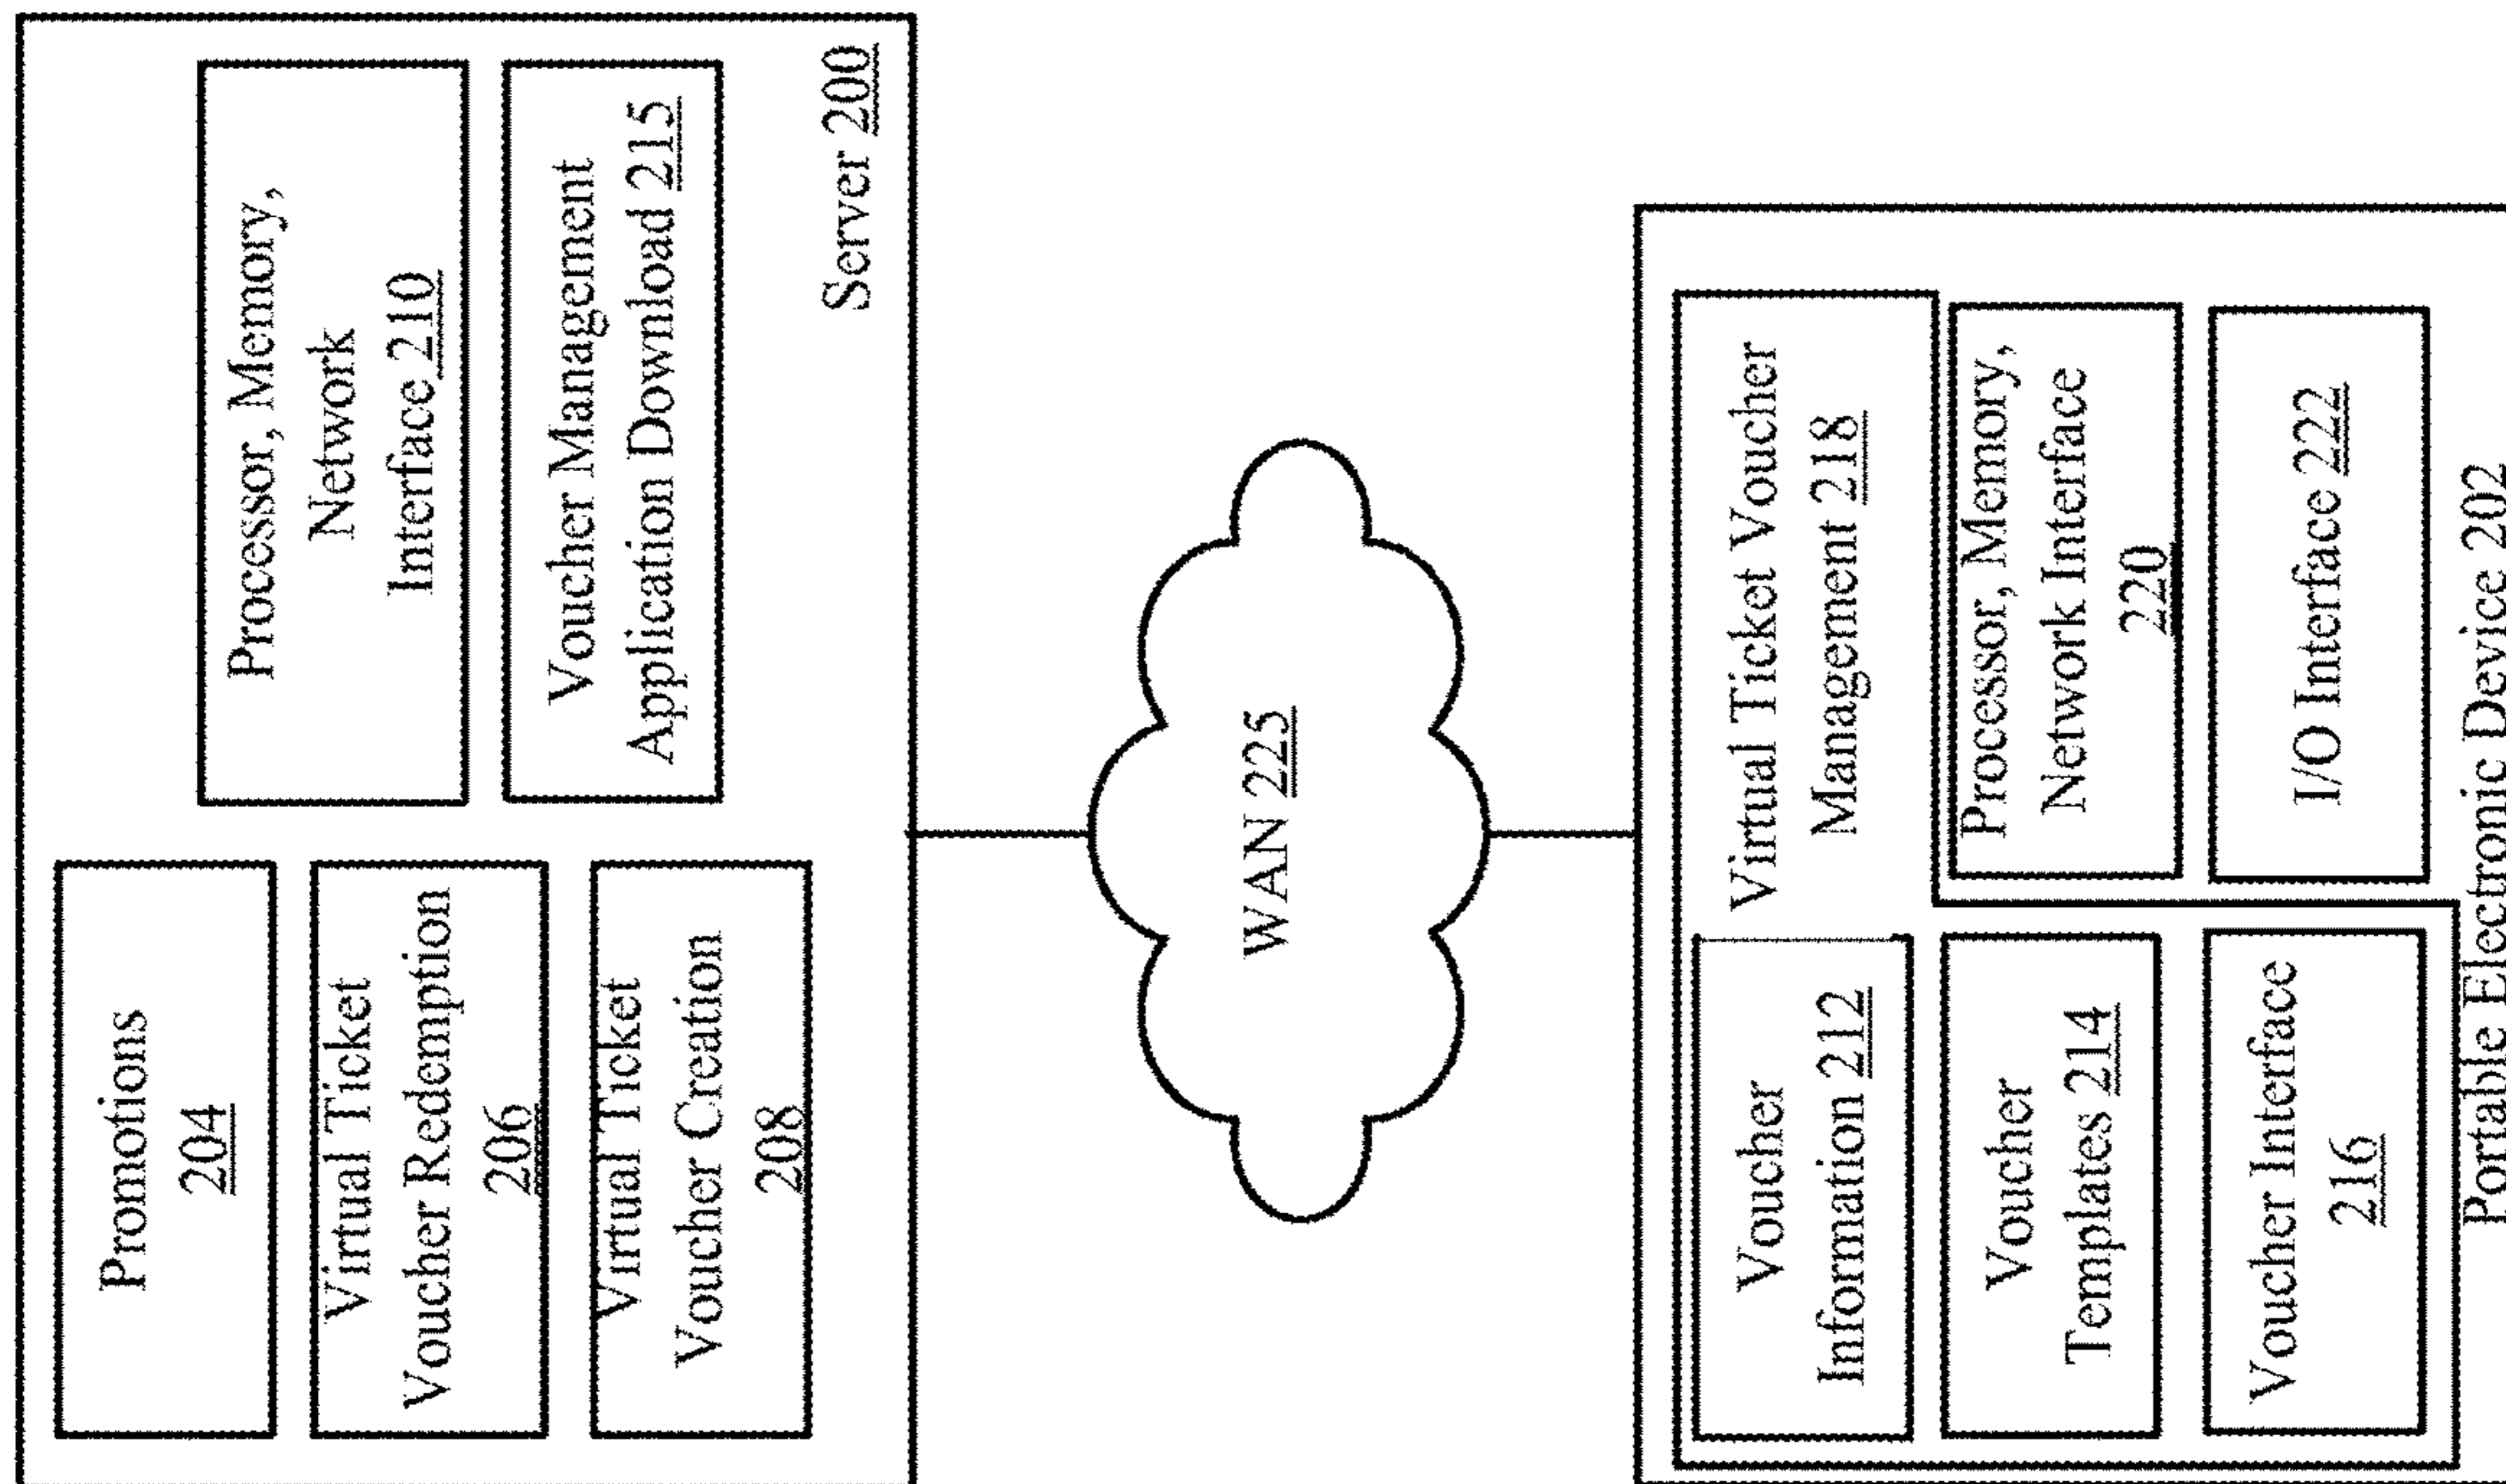 Promotions
204
Virtual Ticket
Voucher Redemption
206
Virtual Ticket
Voucher Creation
208
Processor, Memory,
Network
Interface 210
Voucher Management
Application Download 215
Server 200
WAN 225
Virtual Ticket Voucher
Management 218
Voucher
Information 212
Voucher
Templates 214
Voucher Interface
216
Processor, Memory,
Network Interface
220
I/O Interface 222
Portable Electronic Device 202